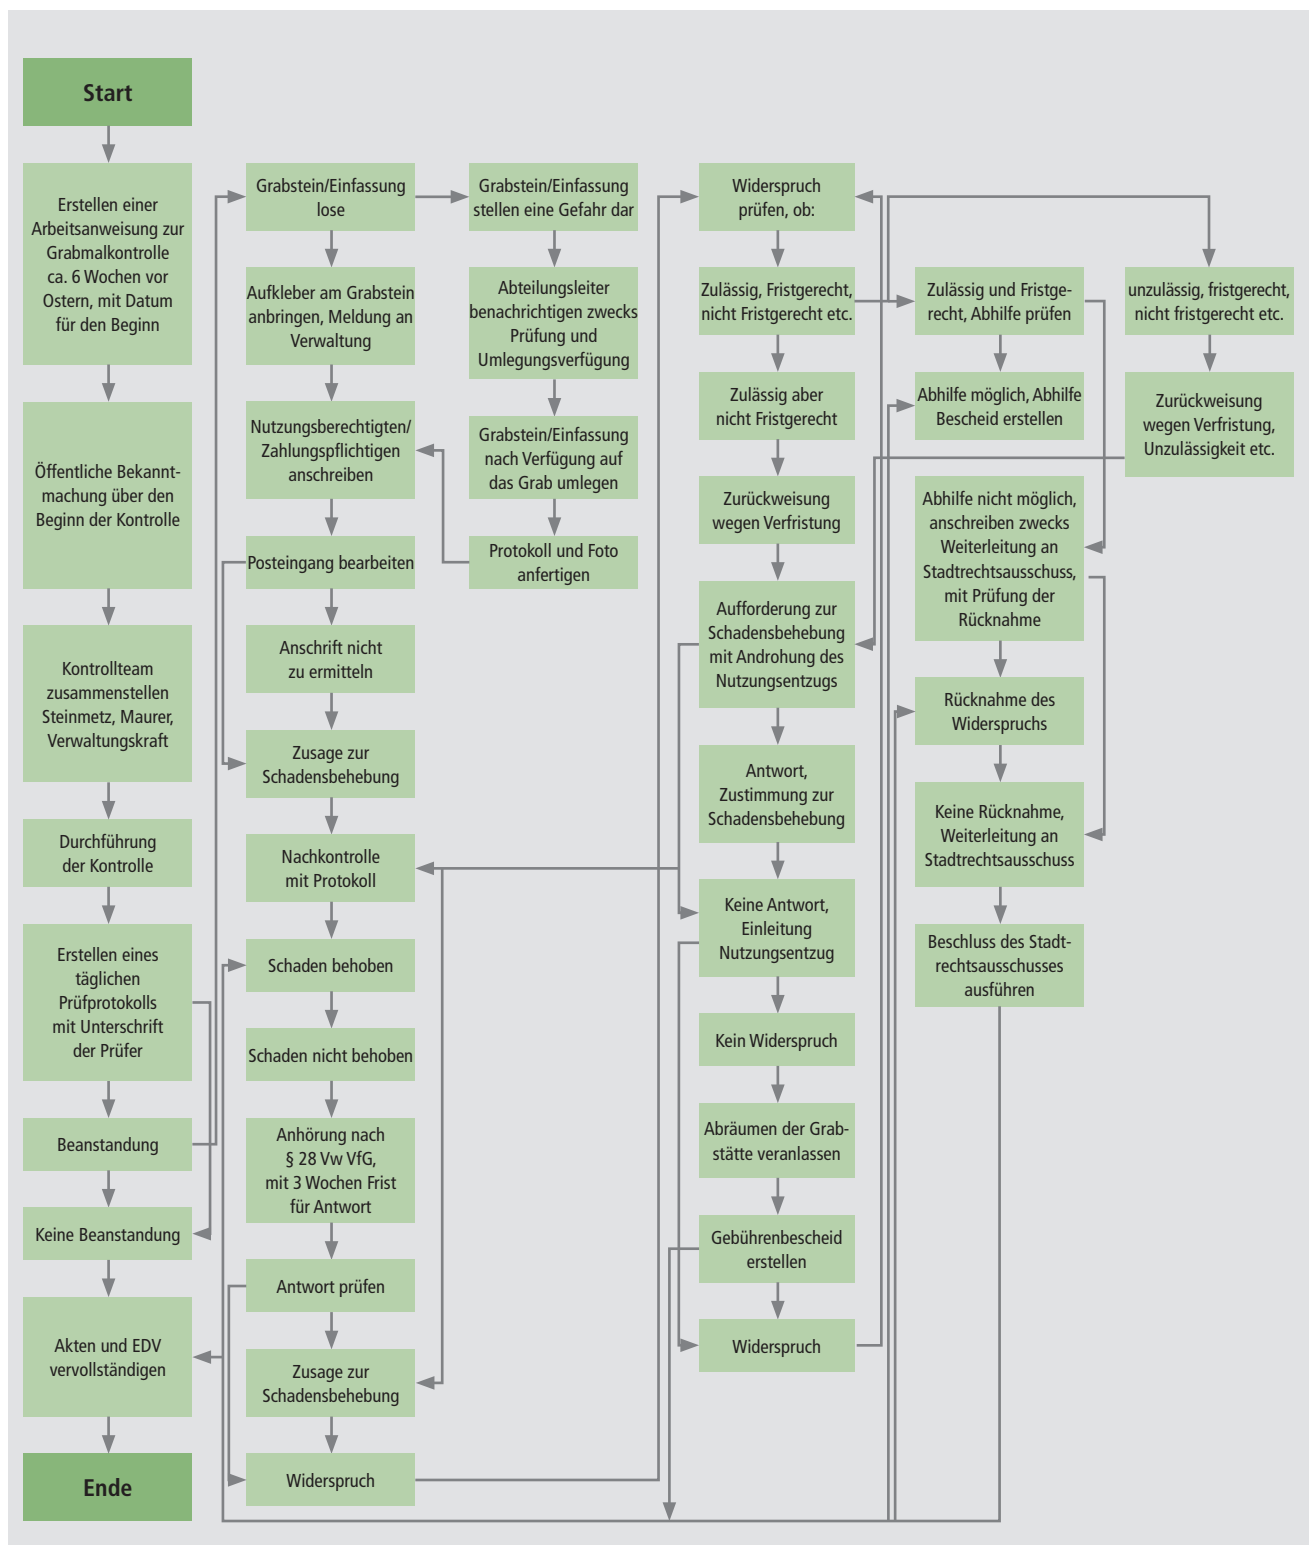 Start
Erstellen einer
Arbeitsanweisung zur
Grabmalkontrolle
ca. 6 Wochen vor
Ostern, mit Datum
für den Beginn
Öffentliche Bekannt-
machung über den
Beginn der Kontrolle
Kontrollteam
zusammenstellen
Steinmetz, Maurer,
Verwaltungskraft
Durchführung
der Kontrolle
Erstellen eines
täglichen
Prüfprotokolls
mit Unterschrift
der Prüfer
Beanstandung
Keine Beanstandung
Akten und EDV
vervollständigen
Ende
Grabstein/Einfassung
lose
Aufkleber am Grabstein
anbringen, Meldung an
Verwaltung
Nutzungsberechtigten/
Zahlungspflichtigen
anschreiben
Posteingang bearbeiten
Anschrift nicht
zu ermitteln
Zusage zur
Schadensbehebung
Nachkontrolle
mit Protokoll
Schaden behoben
Schaden nicht behoben
Anhörung nach
§ 28 Vw VfG,
mit 3 Wochen Frist
für Antwort
Antwort prüfen
Zusage zur
Schadensbehebung
Widerspruch
Grabstein/Einfassung
stellen eine Gefahr dar
Abteilungsleiter
benachrichtigen zwecks
Prüfung und
Umlegungsverfügung
Grabstein/Einfassung
nach Verfügung auf
das Grab umlegen
Protokoll und Foto
anfertigen
Widerspruch
prüfen, ob:
Zulässig, Fristgerecht,
nicht Fristgerecht etc.
Zulässig aber
nicht Fristgerecht
Zurückweisung
wegen Verfristung
Aufforderung zur
Schadensbehebung
mit Androhung des
Nutzungsentzugs
Antwort,
Zustimmung zur
Schadensbehebung
Keine Antwort,
Einleitung
Nutzungsentzug
Kein Widerspruch
Abräumen der Grab-
stätte veranlassen
Gebührenbescheid
erstellen
Widerspruch
Zulässig und Fristge-
recht, Abhilfe prüfen
Abhilfe möglich, Abhilfe
Bescheid erstellen
Abhilfe nicht möglich,
anschreiben zwecks
Weiterleitung an
Stadtrechtsausschuss,
mit Prüfung der
Rücknahme
Rücknahme des
Widerspruchs
Keine Rücknahme,
Weiterleitung an
Stadtrechtsausschuss
Beschluss des Stadt-
rechtsausschusses
ausführen
unzulässig, fristgerecht,
nicht fristgerecht etc.
Zurückweisung
wegen Verfristung,
Unzulässigkeit etc.